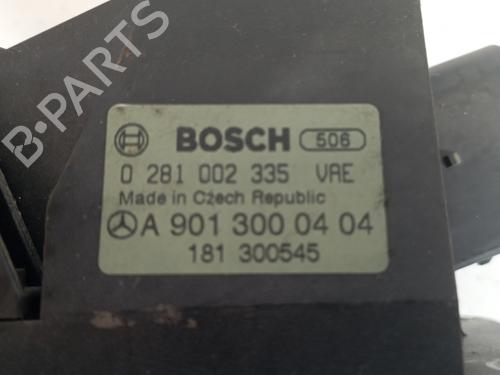 BOSCH 506
0 281 002 335 VAE
Made in Czech Republic
A 901 300 04 04
181 300545
B-PARTS